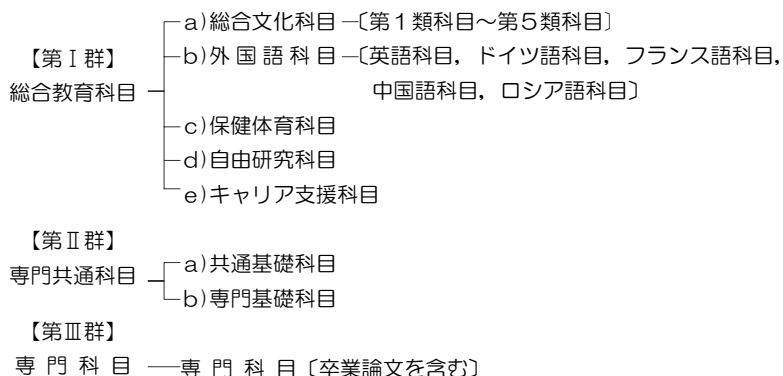 a)総合文化科目―〔第1類科目~第5類科目〕
【第Ⅰ群】
b)外国語科目―〔英語科目,ドイツ語科目,フランス語科目,
総合教育科目
中国語科目,ロシア語科目〕
c)保健体育科目
d)自由研究科目
e)キャリア支援科目
【第Ⅱ群】
a)共通基礎科目
専門共通科目
b)専門基礎科目
【第Ⅲ群】
専門科目―専門科目〔卒業論文を含む〕